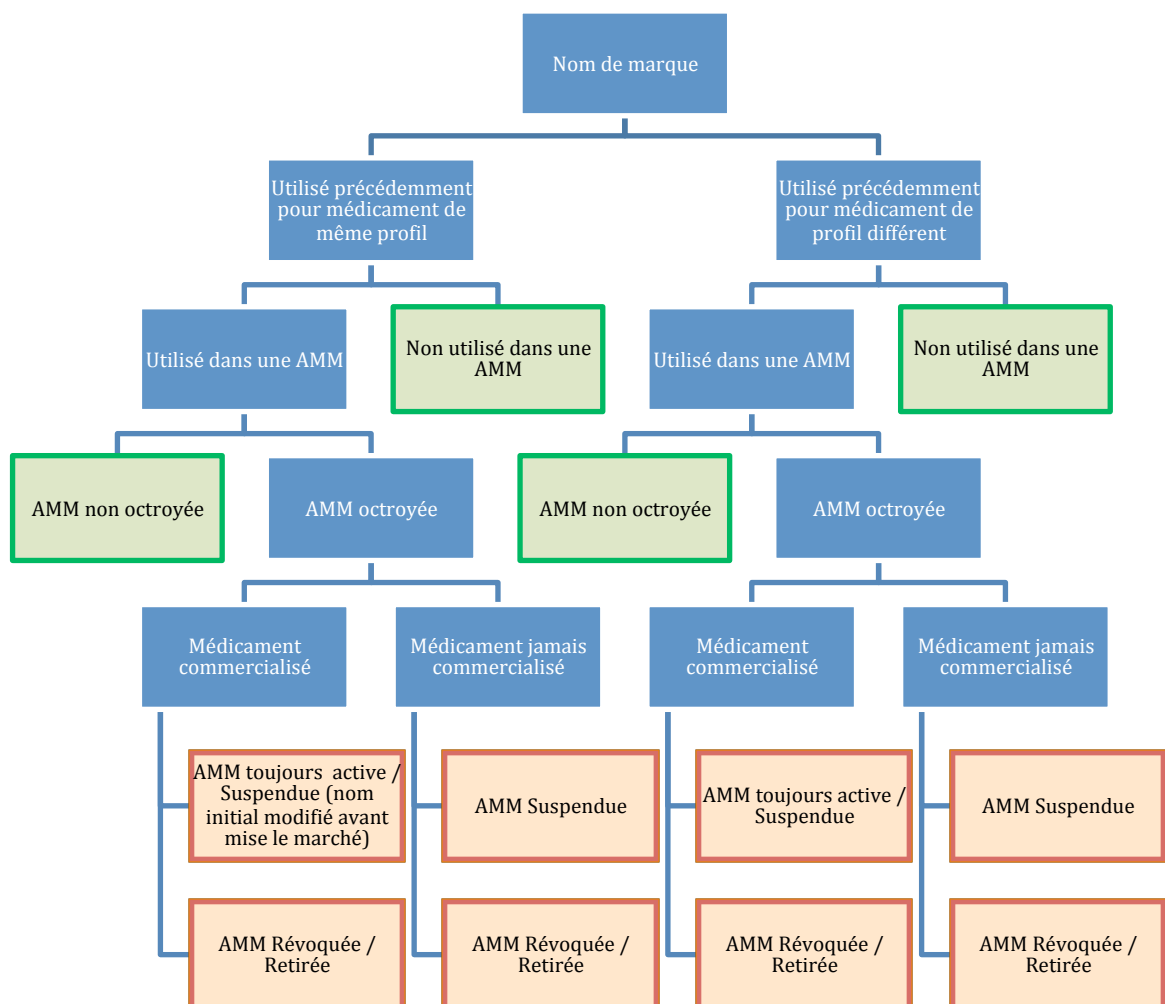 Nom de marque
Utilisé précédemment
pour médicament de
même profil
Utilisé précédemment
pour médicament de
profil différent
Utilisé dans une AMM
Non utilisé dans une
AMM
Utilisé dans une AMM
Non utilisé dans une
AMM
AMM non octroyée
AMM octroyée
AMM non octroyée
AMM octroyée
Médicament
commercialisé
Médicament jamais
commercialisé
Médicament
commercialisé
Médicament jamais
commercialisé
AMM toujours active /
Suspendue (nom
initial modifié avant
mise le marché)
AMM Suspendue
AMM toujours active /
Suspendue
AMM Suspendue
AMM Révoquée /
Retirée
AMM Révoquée /
Retirée
AMM Révoquée /
Retirée
AMM Révoquée /
Retirée